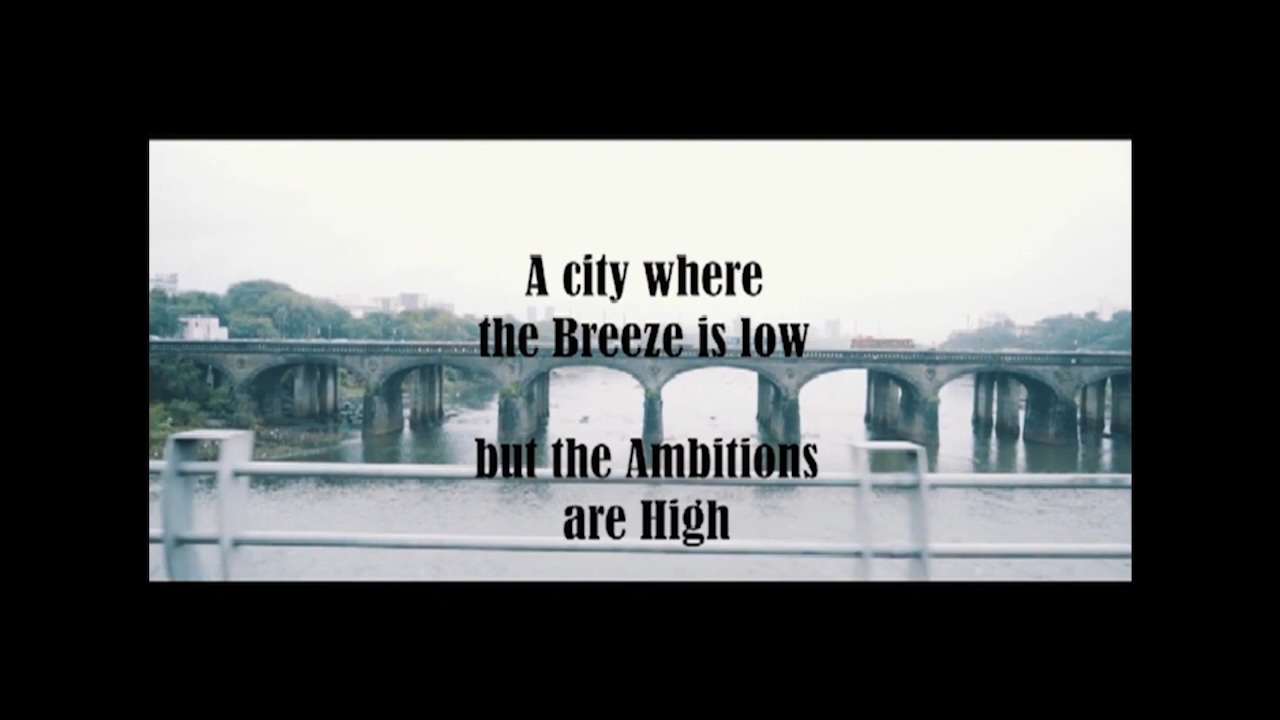 A city where
the Breeze is low
but the Ambitions
are High